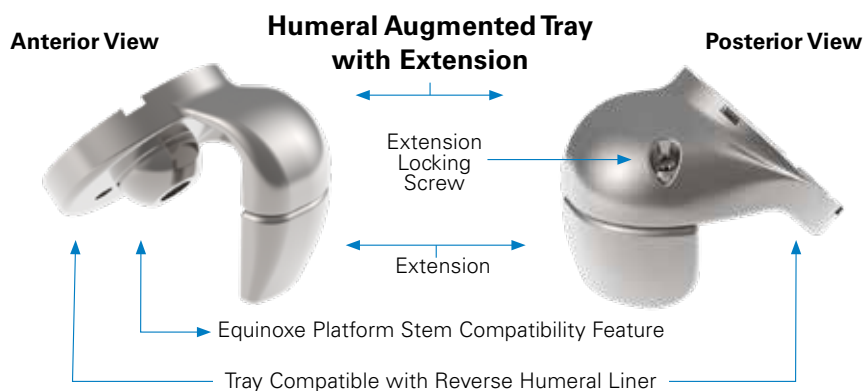 Anterior View
Humeral Augmented Tray
with Extension
Posterior View
Extension
Locking
Screw
Extension
Equinoxe Platform Stem Compatibility Feature
Tray Compatible with Reverse Humeral Liner